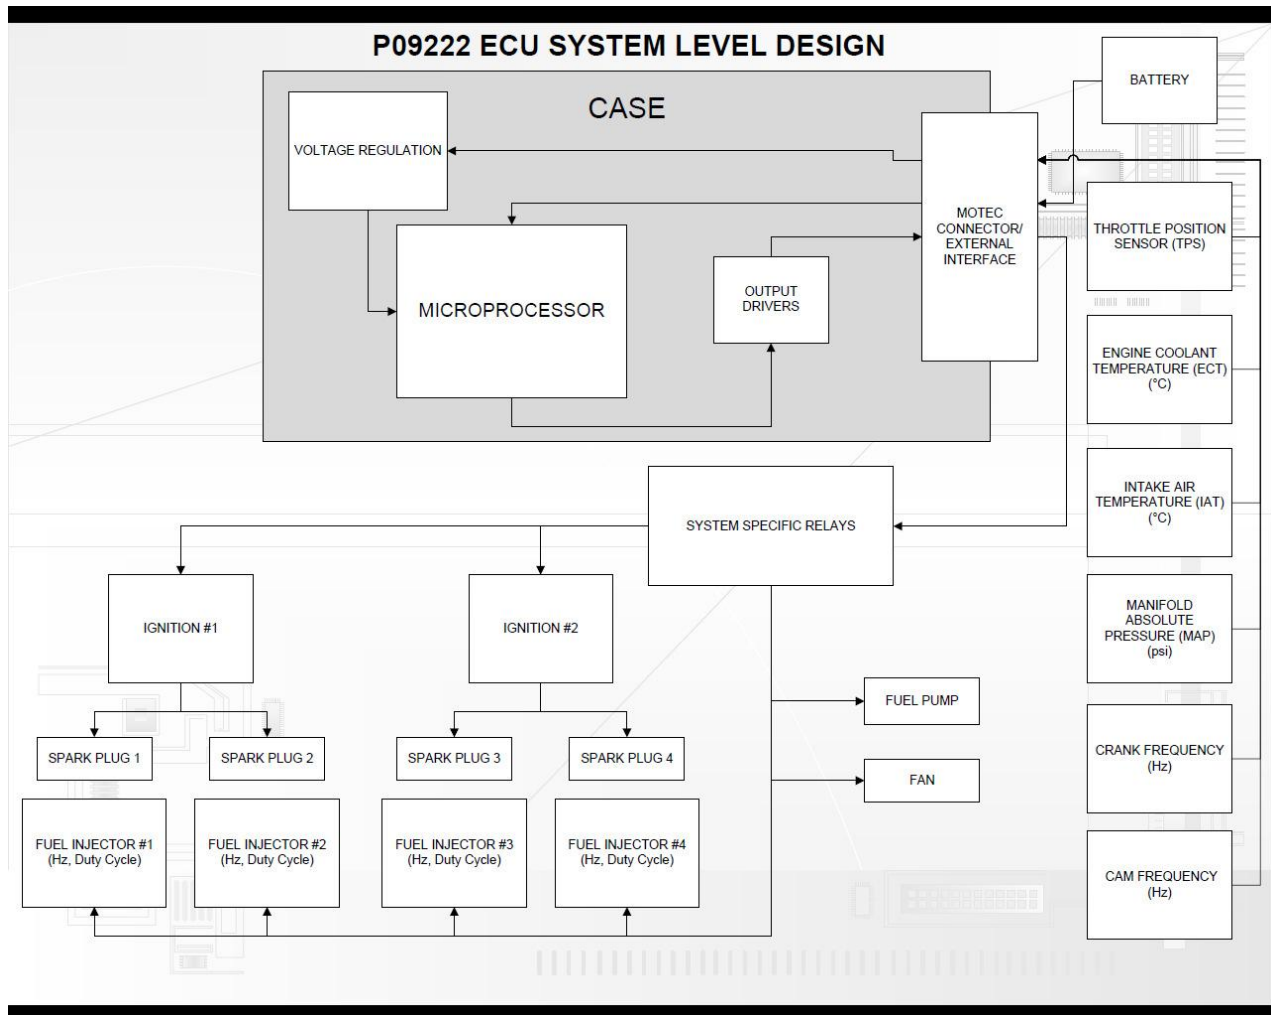 P09222 ECU SYSTEM LEVEL DESIGN
CASE
BATTERY
VOLTAGE REGULATION
MOTEC
CONNECTOR/
EXTERNAL
INTERFACE
THROTTLE POSITION
SENSOR (TPS)
MICROPROCESSOR
OUTPUT
DRIVERS
ENGINE COOLANT
TEMPERATURE (ECT)
(°C)
INTAKE AIR
TEMPERATURE (IAT)
(°C)
SYSTEM SPECIFIC RELAYS
IGNITION #1
IGNITION #2
MANIFOLD
ABSOLUTE
PRESSURE (MAP)
(psi)
FUEL PUMP
SPARK PLUG 1
SPARK PLUG 2
SPARK PLUG 3
SPARK PLUG 4
CRANK FREQUENCY
(Hz)
FAN
FUEL INJECTOR #1
(Hz, Duty Cycle)
FUEL INJECTOR #2
(Hz, Duty Cycle)
FUEL INJECTOR #3
(Hz, Duty Cycle)
FUEL INJECTOR #4
(Hz, Duty Cycle)
CAM FREQUENCY
(Hz)